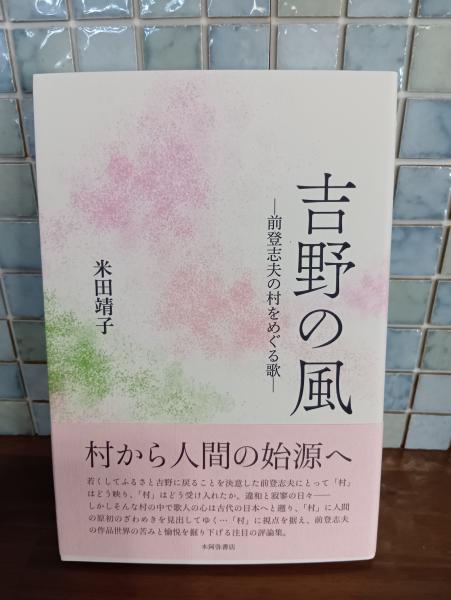 吉野の風
―前登志夫の村をめぐる歌―
米田靖子
村から人間の始源へ
若くしてふるさと吉野に戻ることを決意した前登志夫にとって「村」
はどう映り、「村」はどう受け入れたか。違和と寂寥の日々――
しかしそんな村の中で歌人の心は古代の日本へと遡り、「村」に人間
の原初のざわめきを見出してゆく…「村」に視点を据え、前登志夫
の作品世界の苦みと愉悦を掘り下げる注目の評論集。
本阿弥書店